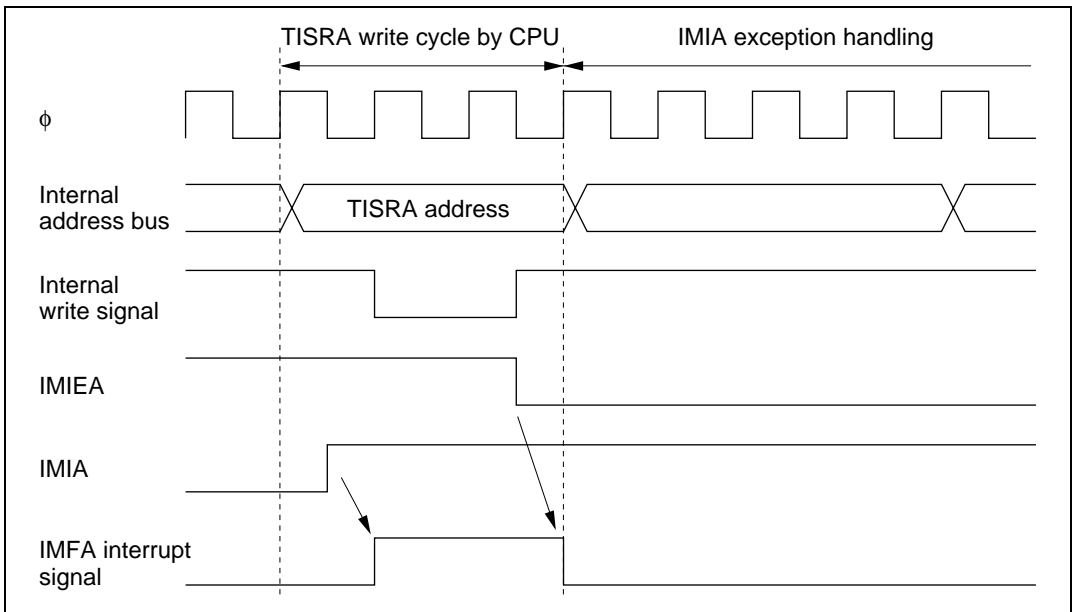 TISRA write cycle by CPU
IMIA exception handling
ϕ
Internal
address bus
TISRA address
Internal
write signal
IMIEA
IMIA
IMFA interrupt
signal